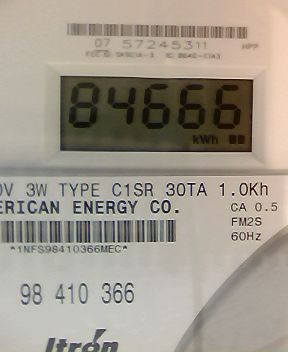 07 57245311
84666
kWh
0V 3W TYPE C1SR 30TA 1.0Kh
ERICAN ENERGY CO.
CA 0.5
FM2S
60Hz
*1NFS98410366MEC*
98 410 366
Itron